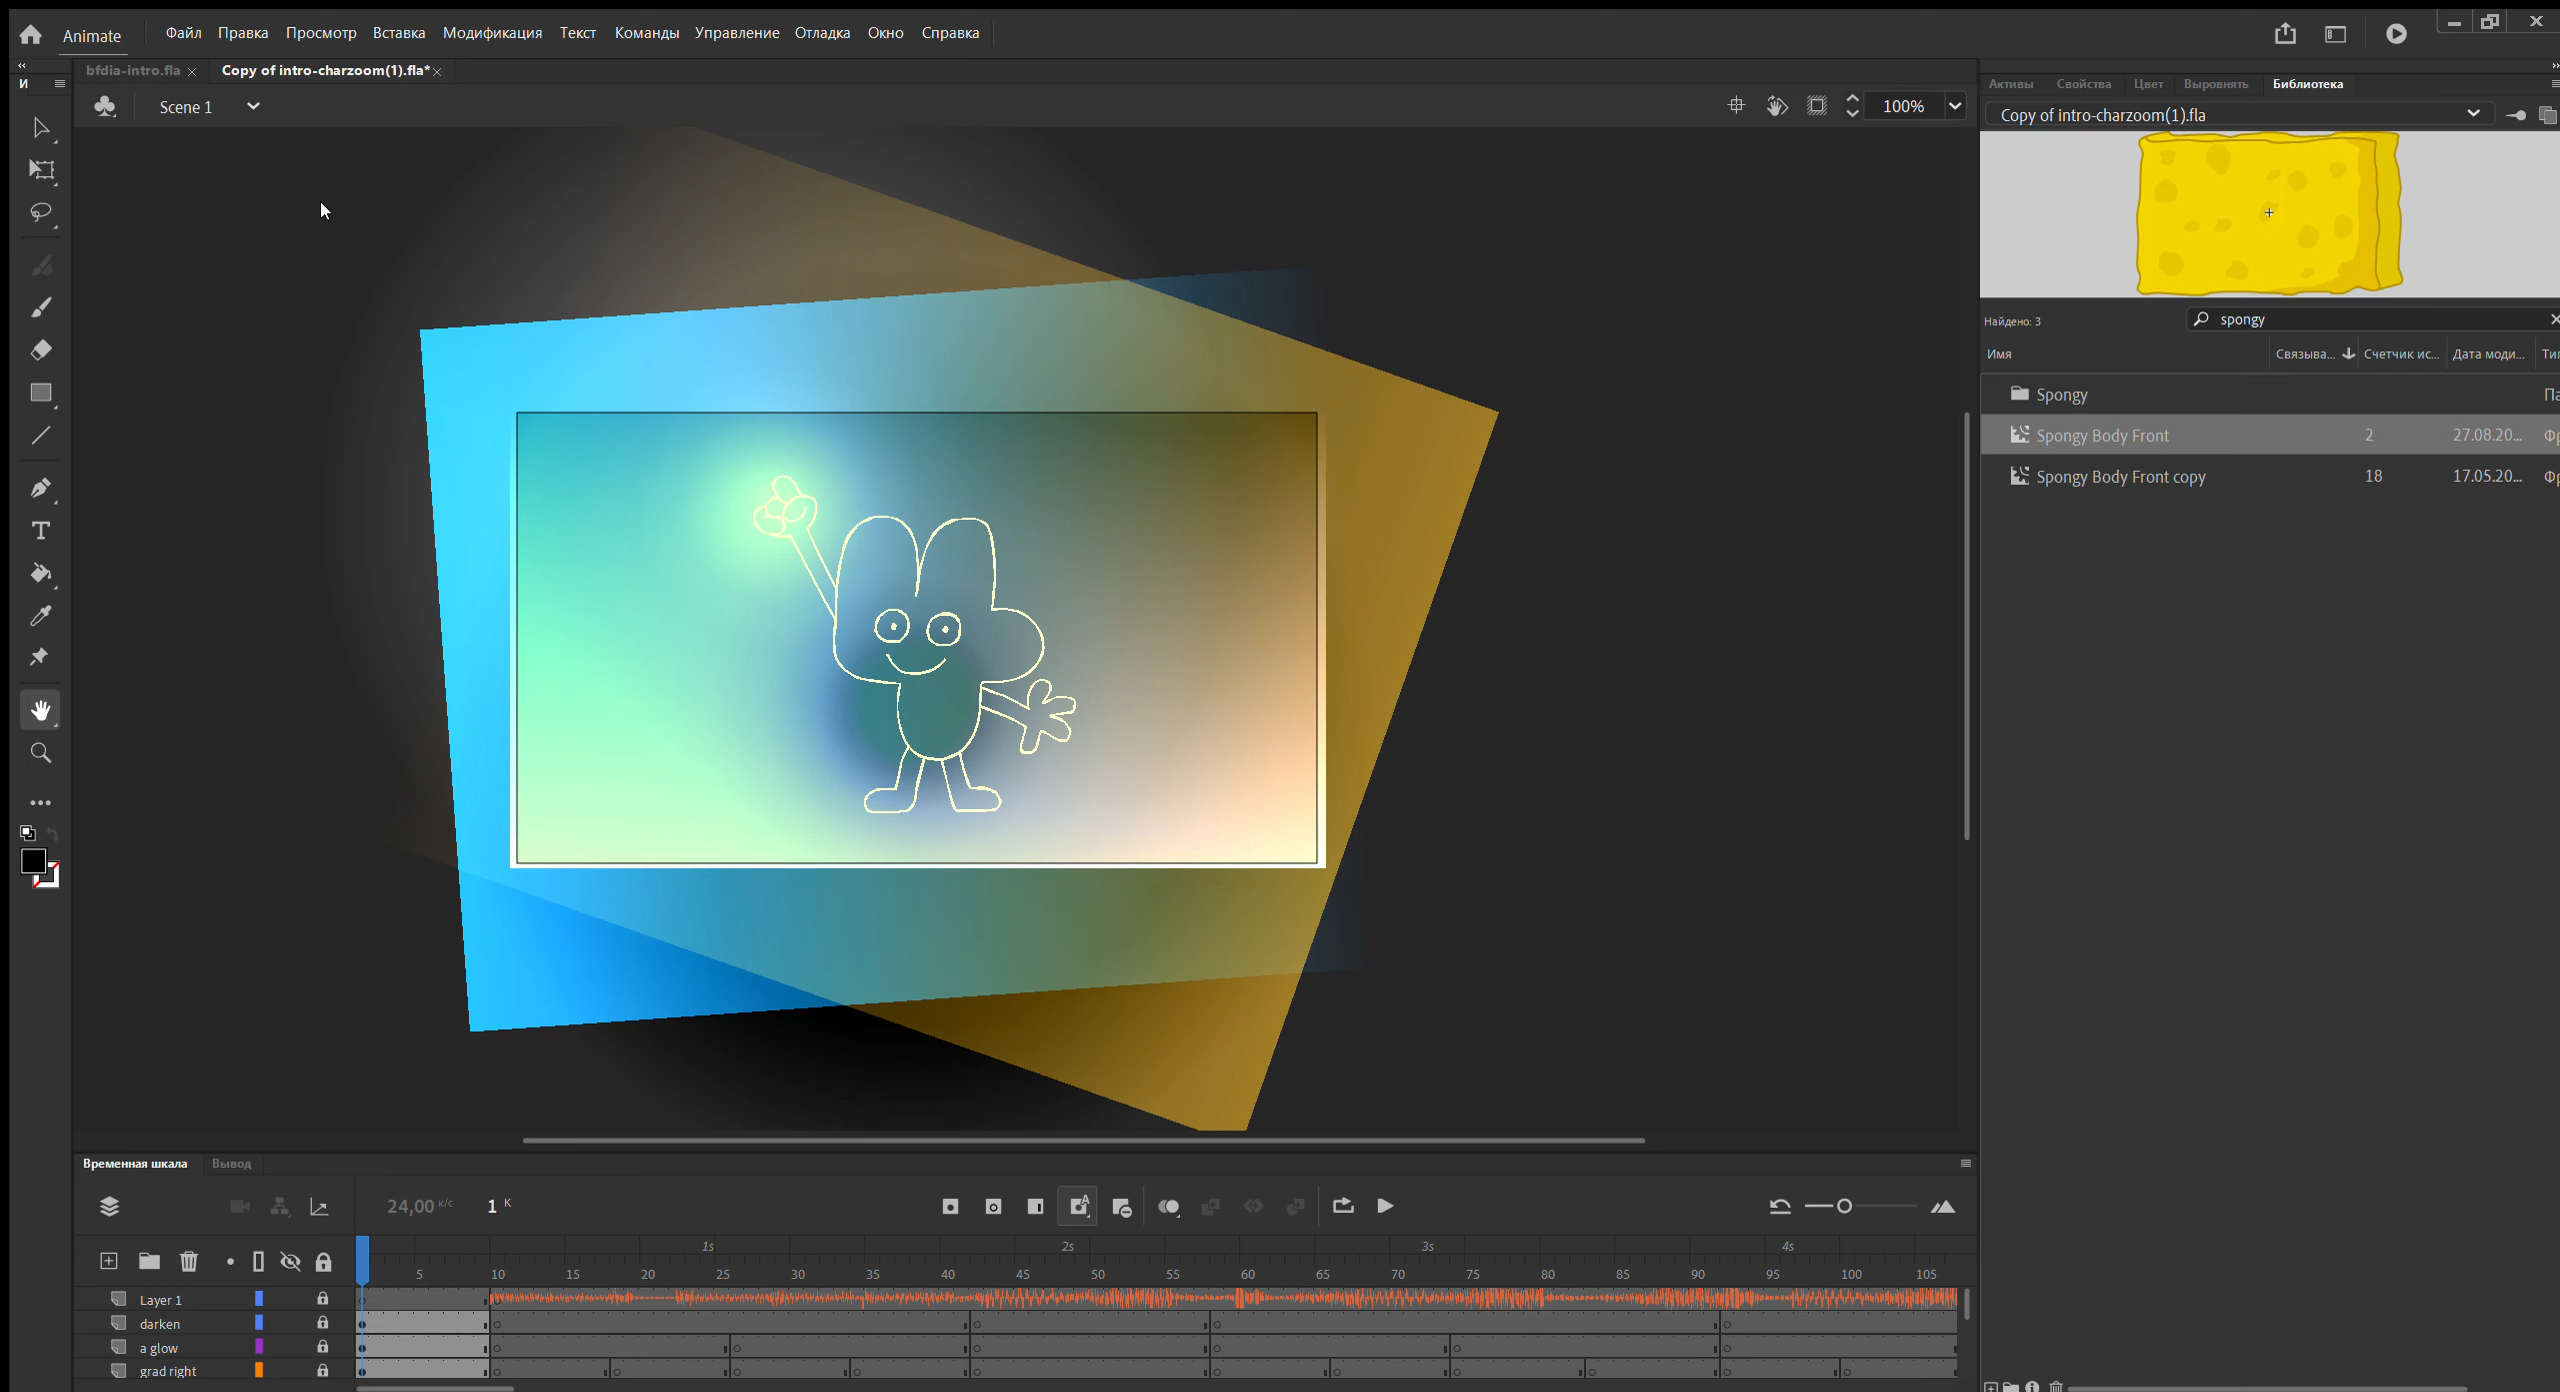 Animate Файл Правка Просмотр Вставка Модификация Текст Команды Управление Отладка Окно Справка
bfdia-intro.fla Copy of intro-charzoom(1).fla*
И Активы Свойства Цвет Выровнять Библиотека
Scene 1 100%
Copy of intro-charzoom(1).fla
Найдено: 3 spongy
Имя Связыва... Счетчик ис... Дата моди... Ти
Spongy Па
Spongy Body Front 2 27.08.20... Фр
Spongy Body Front copy 18 17.05.20... Фр
T
Временная шкала Вывод
24,00 к/с 1 К
1s 2s 3s 4s
5 10 15 20 25 30 35 40 45 50 55 60 65 70 75 80 85 90 95 100 105
Layer 1
darken
a glow
grad right